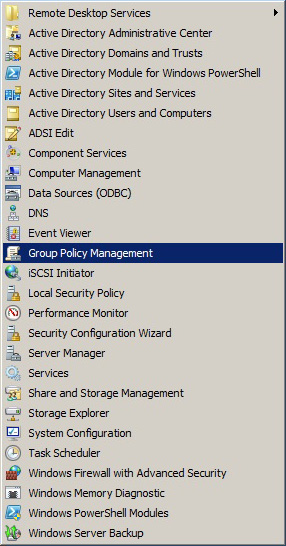 Remote Desktop Services
Active Directory Administrative Center
Active Directory Domains and Trusts
Active Directory Module for Windows PowerShell
Active Directory Sites and Services
Active Directory Users and Computers
ADSI Edit
Component Services
Computer Management
Data Sources (ODBC)
DNS
Event Viewer
Group Policy Management
iSCSI Initiator
Local Security Policy
Performance Monitor
Security Configuration Wizard
Server Manager
Services
Share and Storage Management
Storage Explorer
System Configuration
Task Scheduler
Windows Firewall with Advanced Security
Windows Memory Diagnostic
Windows PowerShell Modules
Windows Server Backup